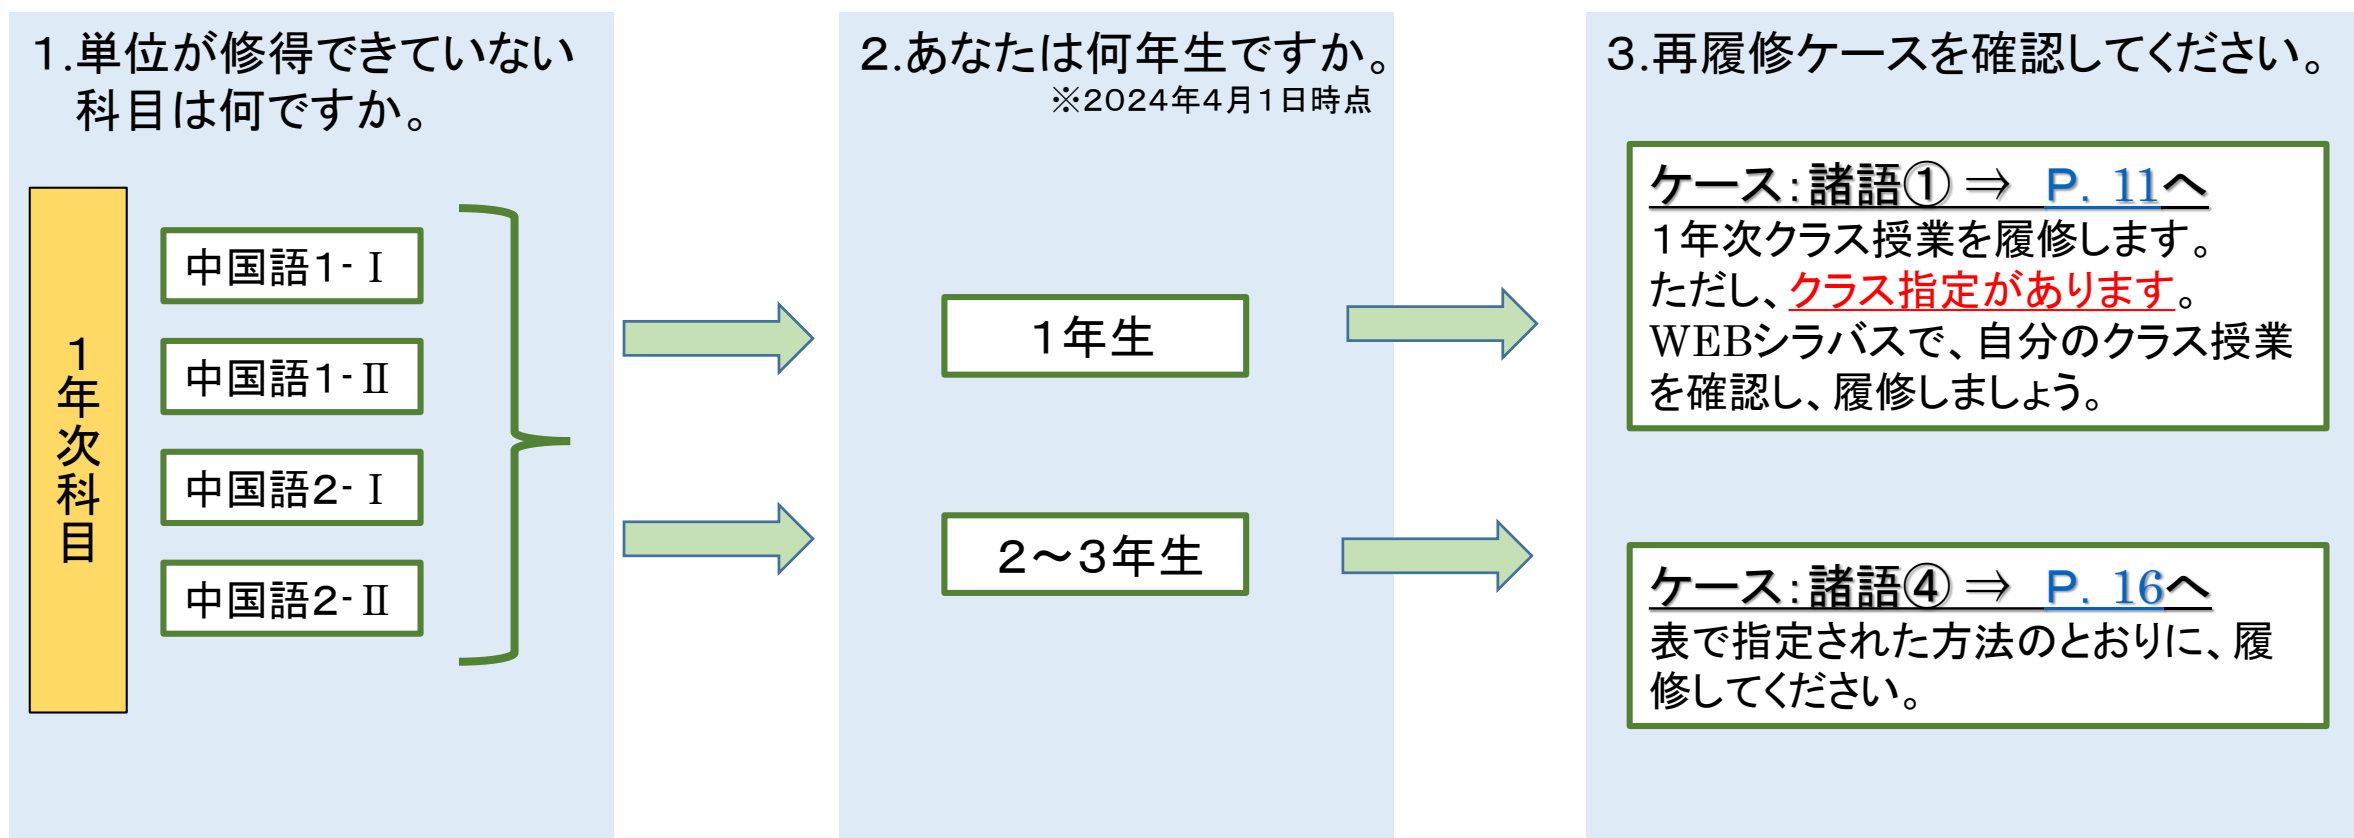 1.単位が修得できていない
科目は何ですか。
1年次科目
中国語1-Ⅰ
中国語1-Ⅱ
中国語2-Ⅰ
中国語2-Ⅱ
2.あなたは何年生ですか。
※2024年4月1日時点
1年生
2～3年生
3.再履修ケースを確認してください。
ケース:諸語①⇒ P. 11へ
1年次クラス授業を履修します。
ただし、クラス指定があります。
WEBシラバスで、自分のクラス授業
を確認し、履修しましょう。
ケース:諸語④⇒ P. 16へ
表で指定された方法のとおりに、履
修してください。